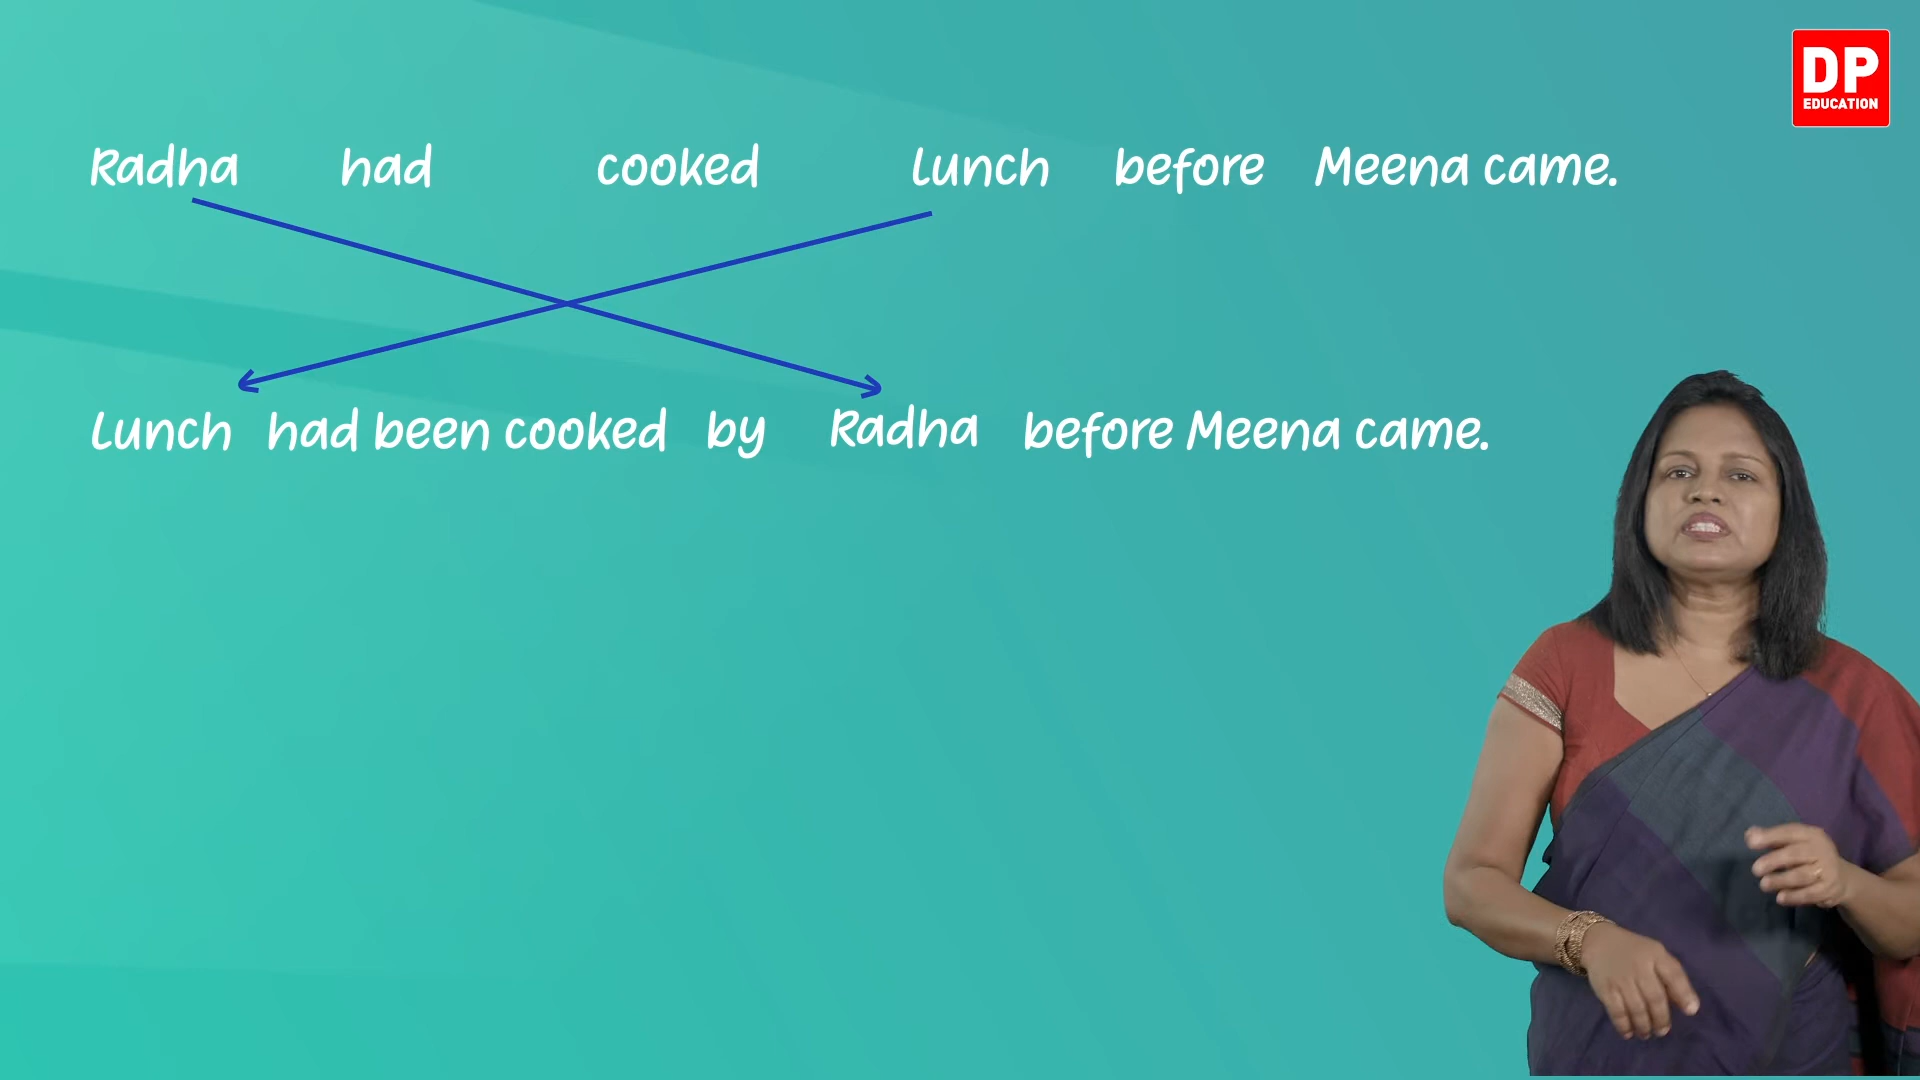 DP
EDUCATION
Radha had cooked lunch before Meena came.
Lunch had been cooked by Radha before Meena came.